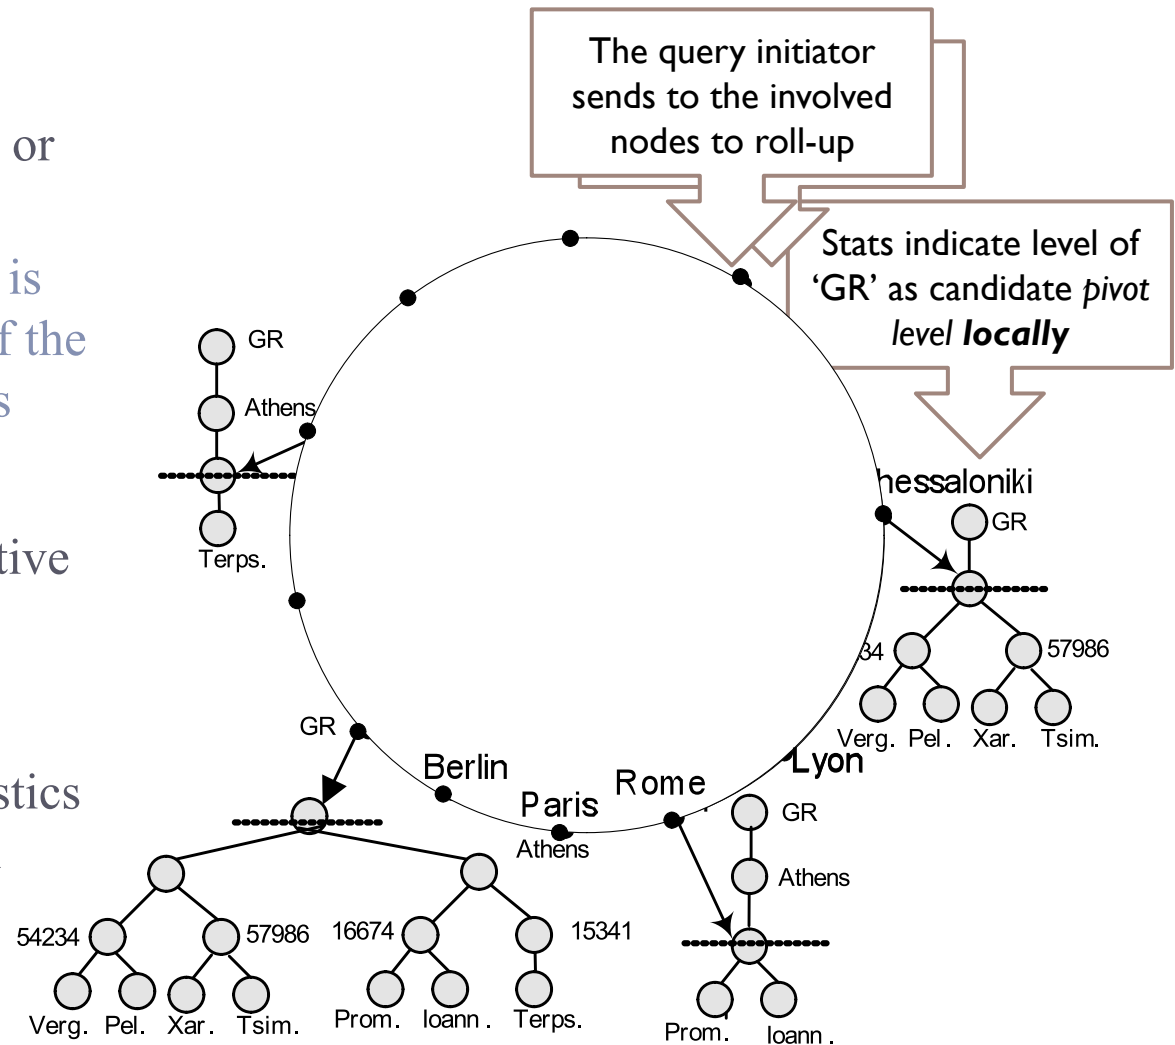 The query initiator
sends to the involved
nodes to roll-up
Stats indicate level of
‘GR’ as candidate pivot
level locally
or
is
f the
s
tive
stics
GR
Athens
Terps.
hessaloniki
GR
34
57986
Verg. Pel. Xar. Tsim.
GR
Berlin
Paris
Rome
Lyon
Athens
GR
Athens
Prom. Ioann .
54234
57986
16674
15341
Verg. Pel. Xar. Tsim.
Prom. Ioann . Terps.